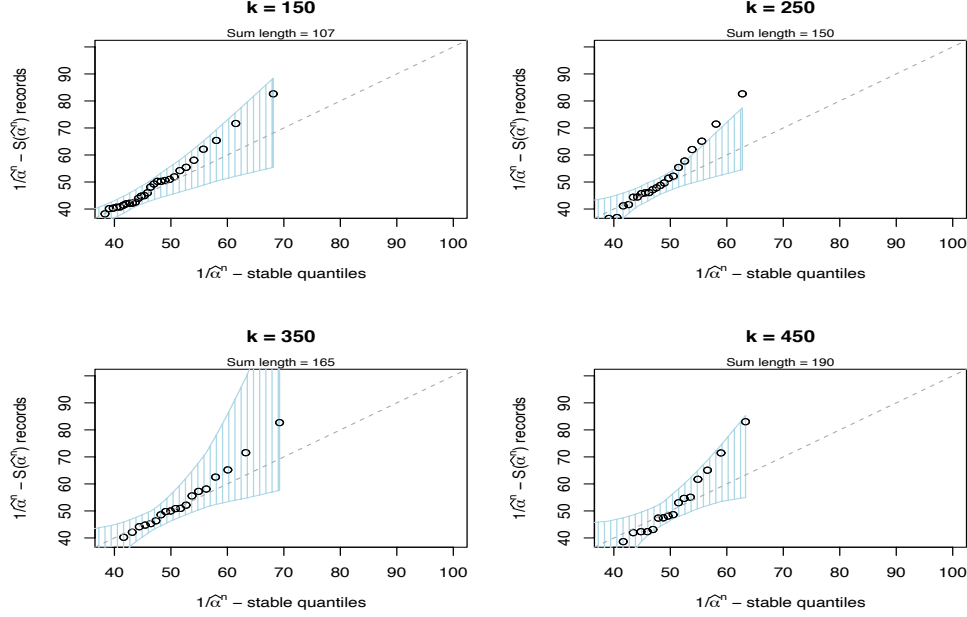 k = 150
Sum length = 107
1/α̂ⁿ − S(α̂ⁿ) records
40 50 60 70 80 90
40 50 60 70 80 90 100
1/α̂ⁿ − stable quantiles
k = 250
Sum length = 150
1/α̂ⁿ − S(α̂ⁿ) records
40 50 60 70 80 90
40 50 60 70 80 90 100
1/α̂ⁿ − stable quantiles
k = 350
Sum length = 165
1/α̂ⁿ − S(α̂ⁿ) records
40 50 60 70 80 90
40 50 60 70 80 90 100
1/α̂ⁿ − stable quantiles
k = 450
Sum length = 190
1/α̂ⁿ − S(α̂ⁿ) records
40 50 60 70 80 90
40 50 60 70 80 90 100
1/α̂ⁿ − stable quantiles